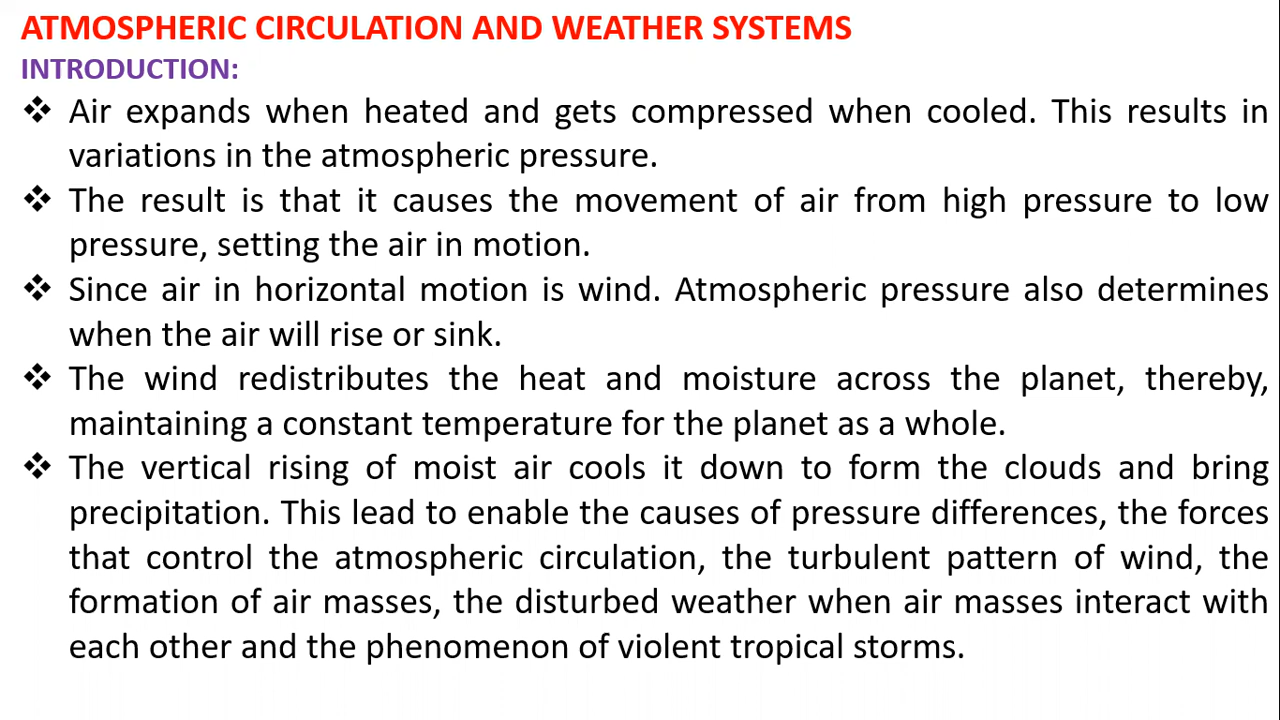 ATMOSPHERIC CIRCULATION AND WEATHER SYSTEMS
INTRODUCTION:
❖ Air expands when heated and gets compressed when cooled. This results in
variations in the atmospheric pressure.
❖ The result is that it causes the movement of air from high pressure to low
pressure, setting the air in motion.
❖ Since air in horizontal motion is wind. Atmospheric pressure also determines
when the air will rise or sink.
❖ The wind redistributes the heat and moisture across the planet, thereby,
maintaining a constant temperature for the planet as a whole.
❖ The vertical rising of moist air cools it down to form the clouds and bring
precipitation. This lead to enable the causes of pressure differences, the forces
that control the atmospheric circulation, the turbulent pattern of wind, the
formation of air masses, the disturbed weather when air masses interact with
each other and the phenomenon of violent tropical storms.